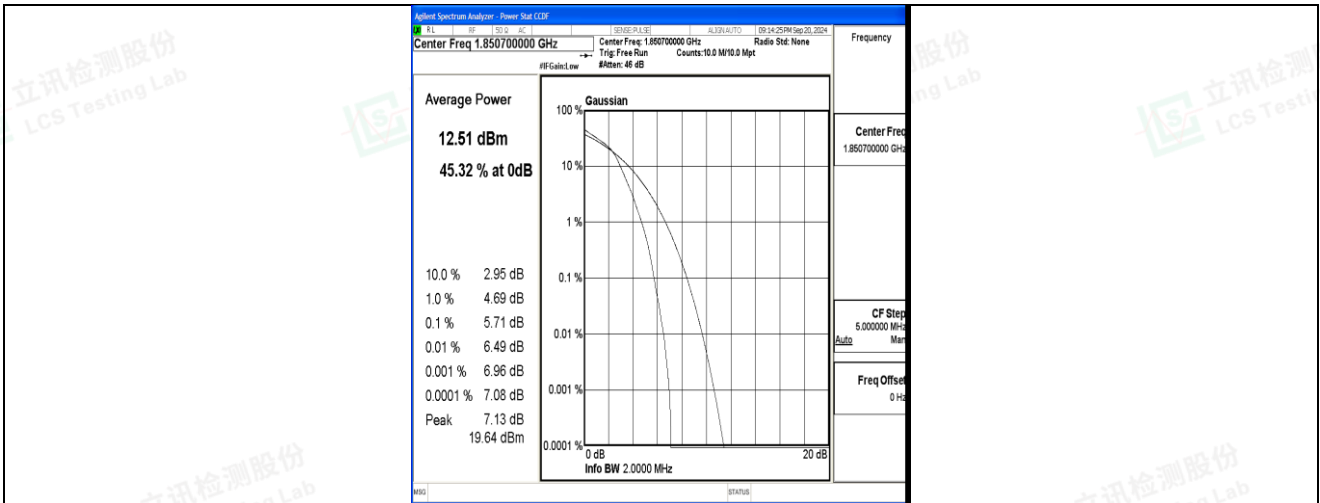 Agilent Spectrum Analyzer - Power Stat CCDF
RL RF 50 Ω AC SENSE:PULSE ALIGN AUTO 09:14:25 PM Sep 20, 2024
Center Freq 1.850700000 GHz
Center Freq: 1.850700000 GHz Radio Std: None
Trig: Free Run Counts:10.0 M/10.0 Mpt
#IFGain:Low #Atten: 46 dB
Frequency
Center Freq
1.850700000 GHz
CF Step
5.000000 MHz
Auto Man
Freq Offset
0 Hz
Average Power
12.51 dBm
45.32 % at 0dB
10.0 % 2.95 dB
1.0 % 4.69 dB
0.1 % 5.71 dB
0.01 % 6.49 dB
0.001 % 6.96 dB
0.0001 % 7.08 dB
Peak 7.13 dB
19.64 dBm
Gaussian
100 %
10 %
1 %
0.1 %
0.01 %
0.001 %
0.0001 %
0 dB 20 dB
Info BW 2.0000 MHz
MSG STATUS
立讯检测股份
LCS Testing Lab